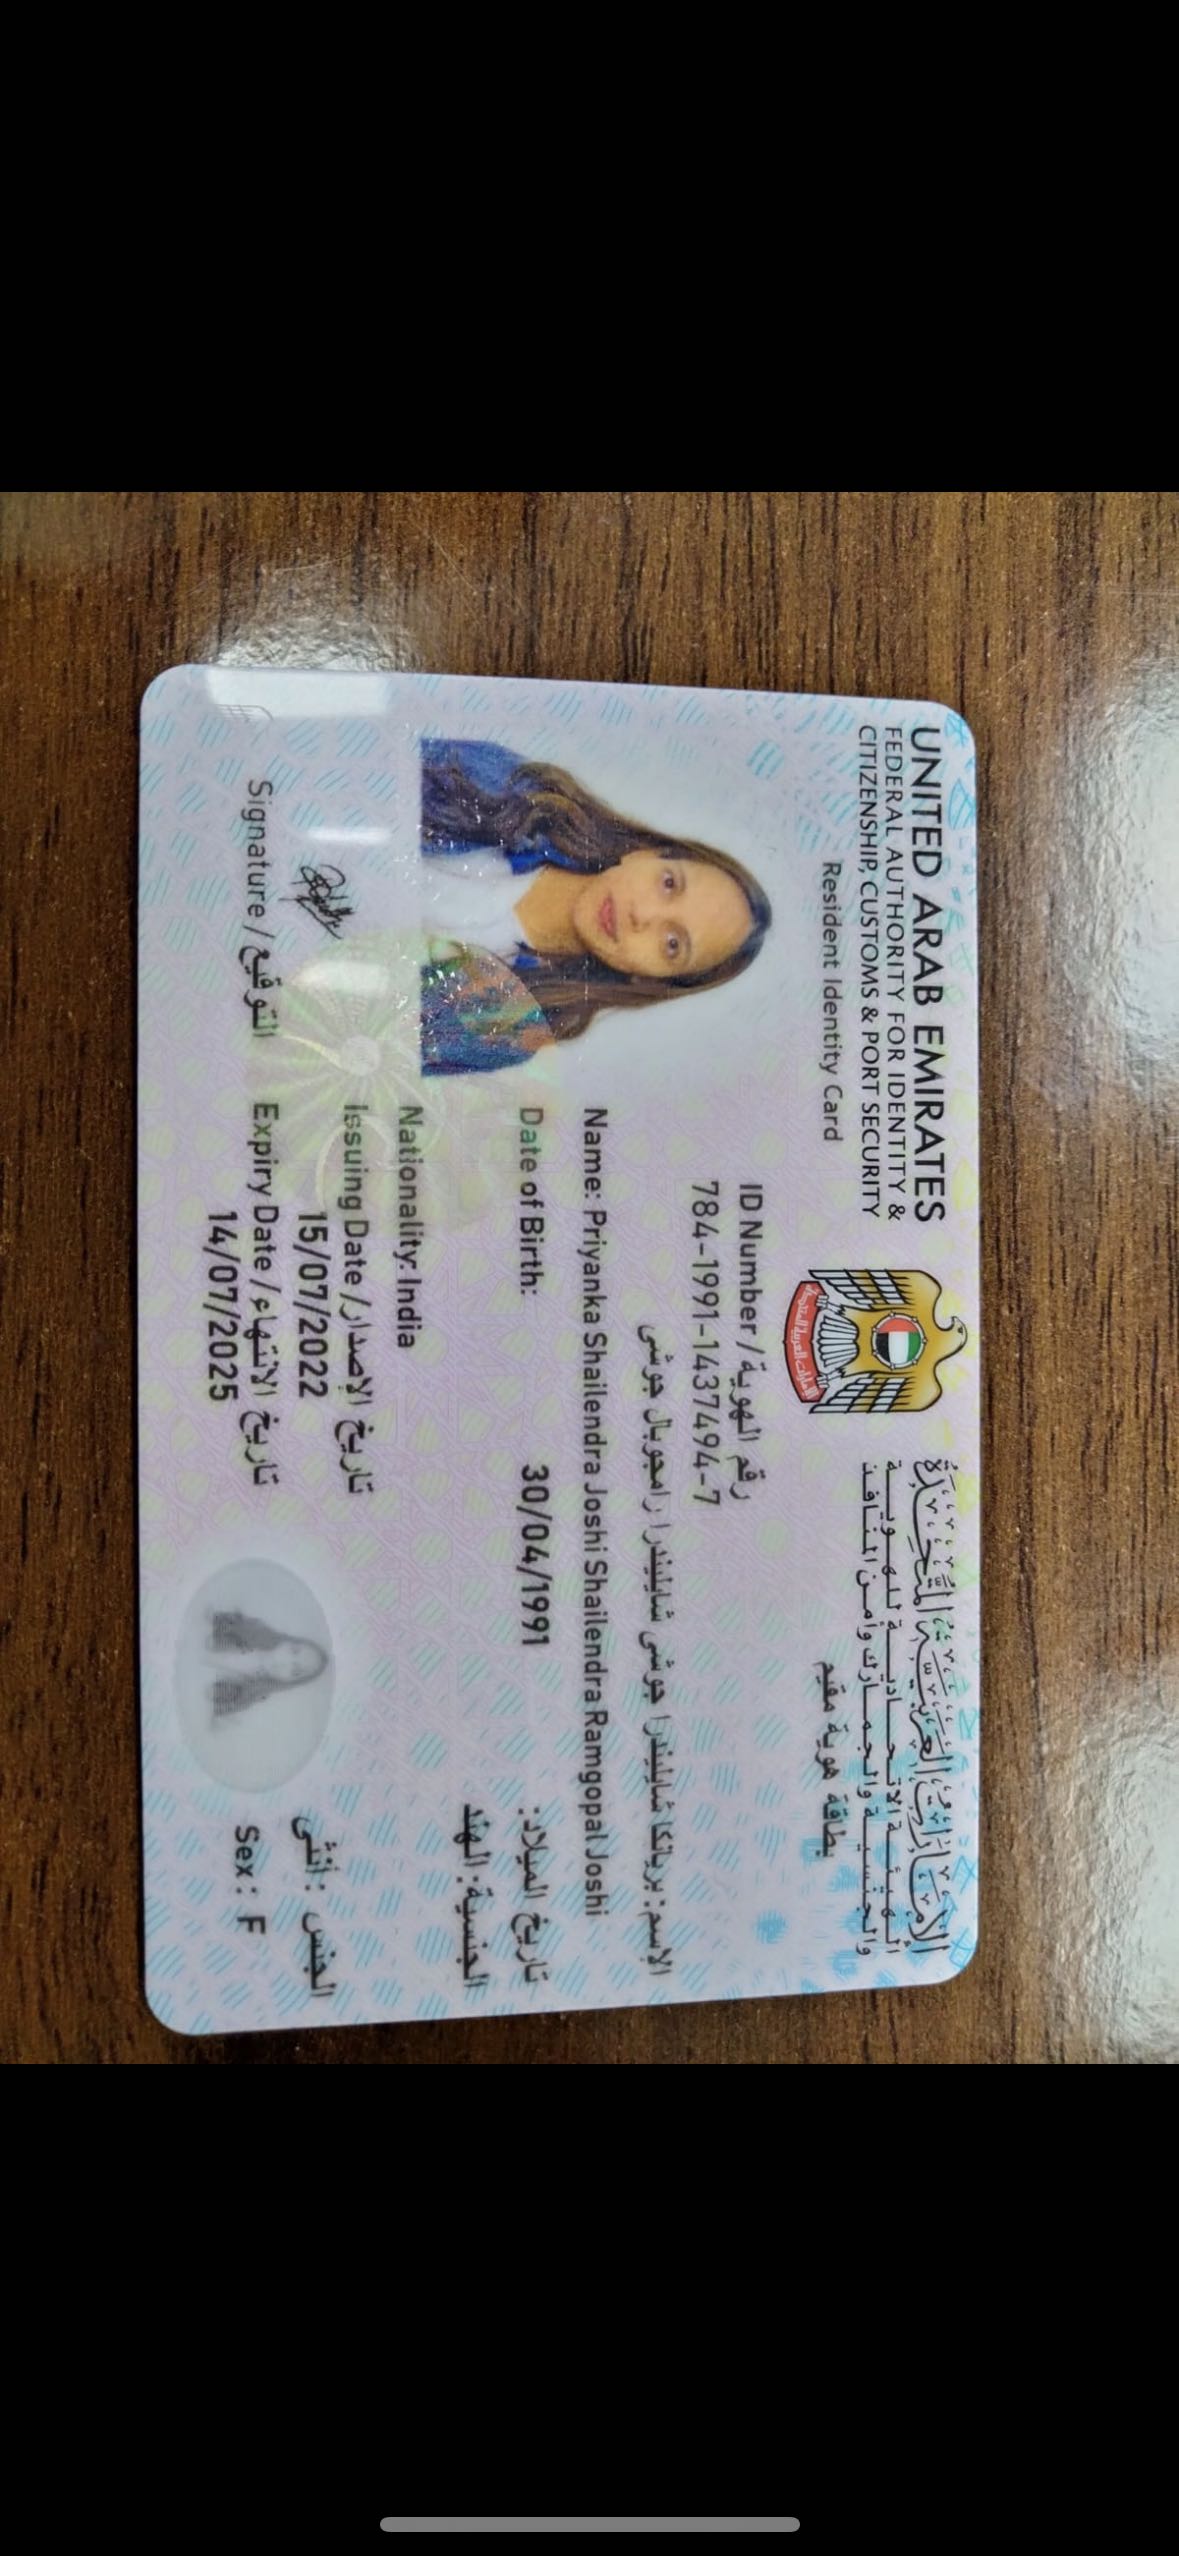 UNITED ARAB EMIRATES
FEDERAL AUTHORITY FOR IDENTITY &
CITIZENSHIP, CUSTOMS & PORT SECURITY
Resident Identity Card
الإمارات العربية المتحدة
الهيئة الاتحادية للهوية
والجنسية والجمارك وأمن المنافذ
بطاقة هوية مقيم
ID Number / رقم الهوية
784-1991-1437494-7
الإسم: بريانكا شايليندرا جوشى شايليندرا رامجوبال جوشى
Name: Priyanka Shailendra Joshi Shailendra Ramgopal Joshi
Date of Birth: 30/04/1991 تاريخ الميلاد:
Nationality: India الجنسية: الهند
Issuing Date / تاريخ الإصدار
15/07/2022
Expiry Date / تاريخ الانتهاء
14/07/2025
الجنس : أنثى
Sex : F
Signature / التوقيع